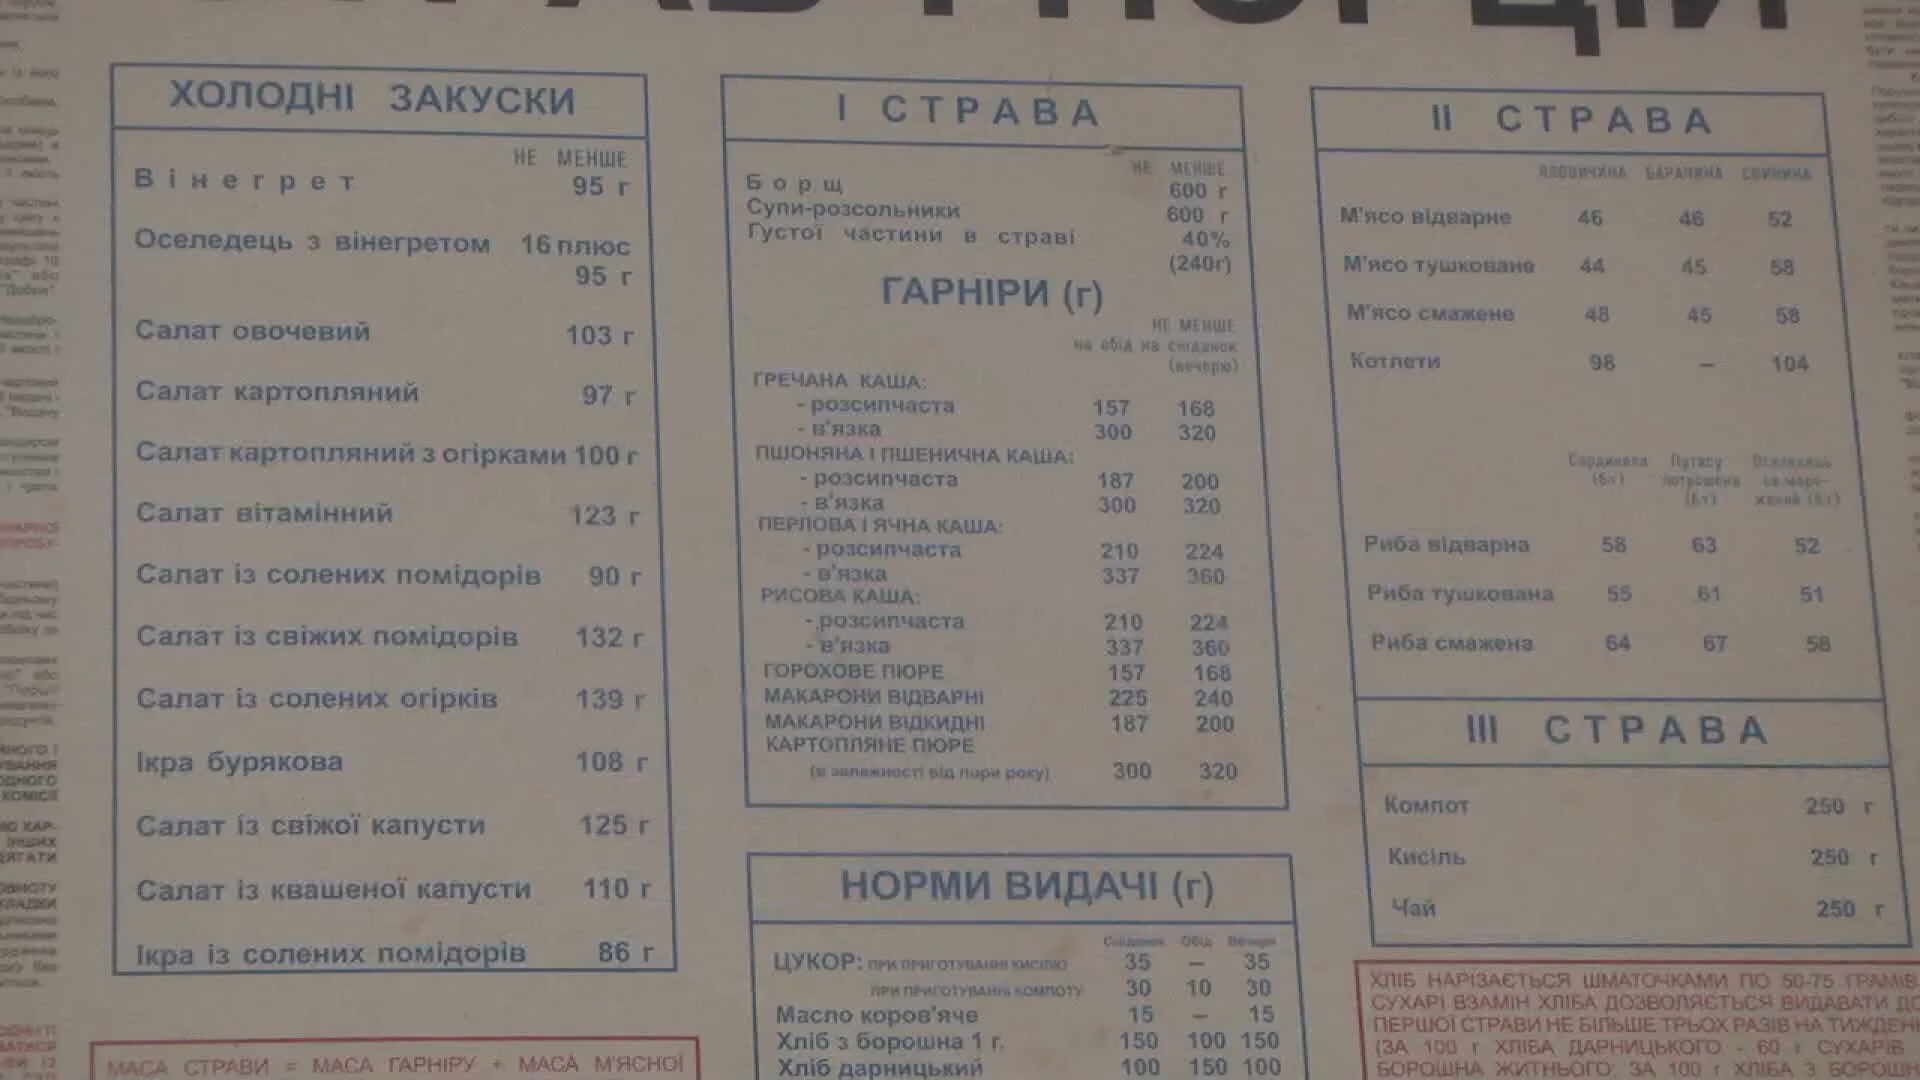 ХОЛОДНІ ЗАКУСКИ
НЕ МЕНШЕ
Вінегрет 95 г
Оселедець з вінегретом 16 плюс
95 г
Салат овочевий 103 г
Салат картопляний 97 г
Салат картопляний з огірками 100 г
Салат вітамінний 123 г
Салат із солених помідорів 90 г
Салат із свіжих помідорів 132 г
Салат із солених огірків 139 г
Ікра бурякова 108 г
Салат із свіжої капусти 125 г
Салат із квашеної капусти 110 г
Ікра із солених помідорів 86 г
МАСА СТРАВИ = МАСА ГАРНІРУ + МАСА М'ЯСНОЇ
І СТРАВА
НЕ МЕНШЕ
Борщ 600 г
Супи-розсольники 600 г
Густої частини в страві 40%
(240г)
ГАРНІРИ (г)
НЕ МЕНШЕ
на обід на сніданок
(вечерю)
ГРЕЧАНА КАША:
- розсипчаста 157 168
- в'язка 300 320
ПШОНЯНА І ПШЕНИЧНА КАША:
- розсипчаста 187 200
- в'язка 300 320
ПЕРЛОВА І ЯЧНА КАША:
- розсипчаста 210 224
- в'язка 337 360
РИСОВА КАША:
- розсипчаста 210 224
- в'язка 337 360
ГОРОХОВЕ ПЮРЕ 157 168
МАКАРОНИ ВІДВАРНІ 225 240
МАКАРОНИ ВІДКИДНІ 187 200
КАРТОПЛЯНЕ ПЮРЕ
(в залежності від пори року) 300 320
НОРМИ ВИДАЧІ (г)
Сніданок Обід Вечеря
ЦУКОР: ПРИ ПРИГОТУВАННІ КИСІЛЮ 35 – 35
ПРИ ПРИГОТУВАННІ КОМПОТУ 30 10 30
Масло коров'яче 15 – 15
Хліб з борошна 1 г. 150 100 150
Хліб дарницький 100 150 100
ІІ СТРАВА
ЯЛОВИЧИНА БАРАНИНА СВИНИНА
М'ясо відварне 46 46 52
М'ясо тушковане 44 45 58
М'ясо смажене 48 45 58
Котлети 98 – 104
Риба відварна 58 63 52
Риба тушкована 55 61 51
Риба смажена 64 67 58
ІІІ СТРАВА
Компот 250 г
Кисіль 250 г
Чай 250 г
ХЛІБ НАРІЗАЄТЬСЯ ШМАТОЧКАМИ ПО 50-75 ГРАМІВ
СУХАРІ ВЗАМІН ХЛІБА ДОЗВОЛЯЄТЬСЯ ВИДАВАТИ ДО
ПЕРШОЇ СТРАВИ НЕ БІЛЬШЕ ТРЬОХ РАЗІВ НА ТИЖДЕНЬ
(ЗА 100 г ХЛІБА ДАРНИЦЬКОГО - 60 г СУХАРІВ
БОРОШНА ЖИТНЬОГО; ЗА 100 г ХЛІБА З БОРОШН